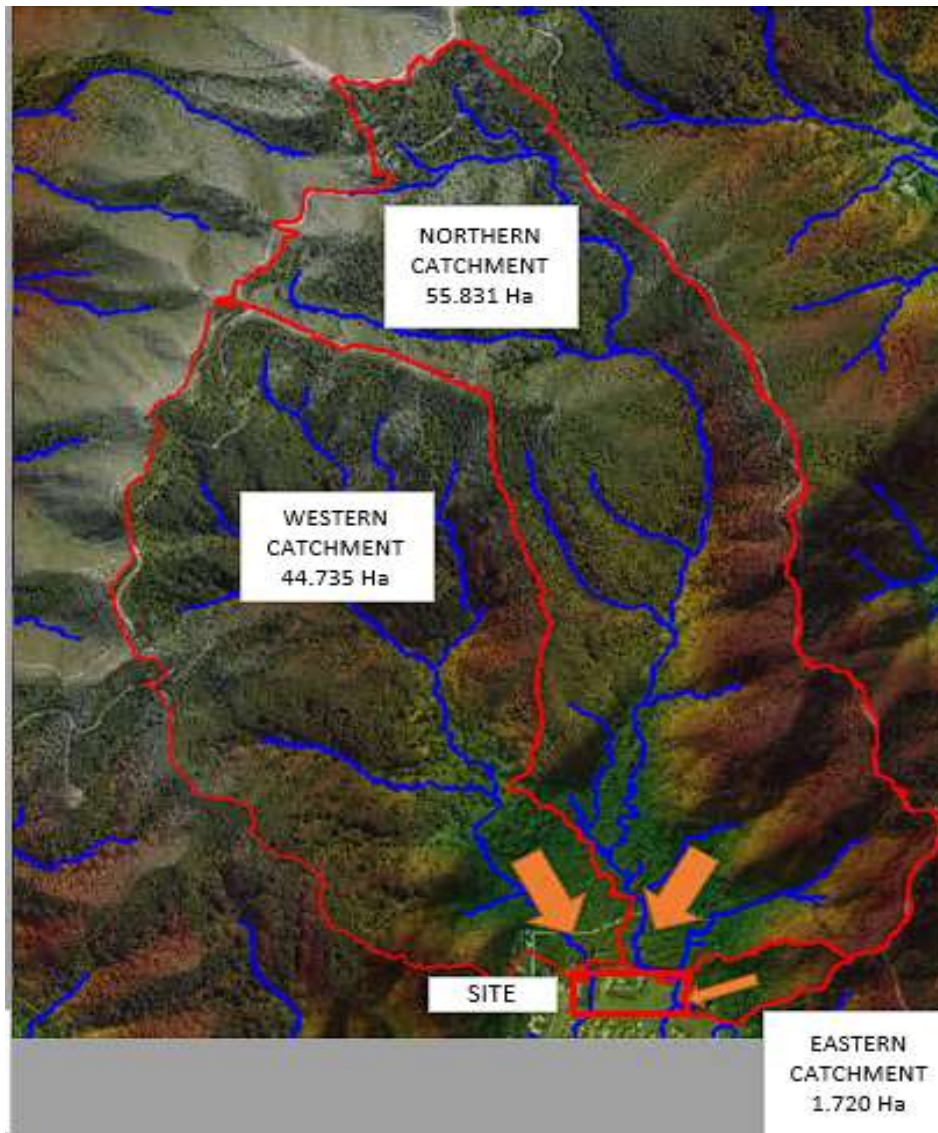 NORTHERN
CATCHMENT
55.831 Ha
WESTERN
CATCHMENT
44.735 Ha
SITE
EASTERN
CATCHMENT
1.720 Ha